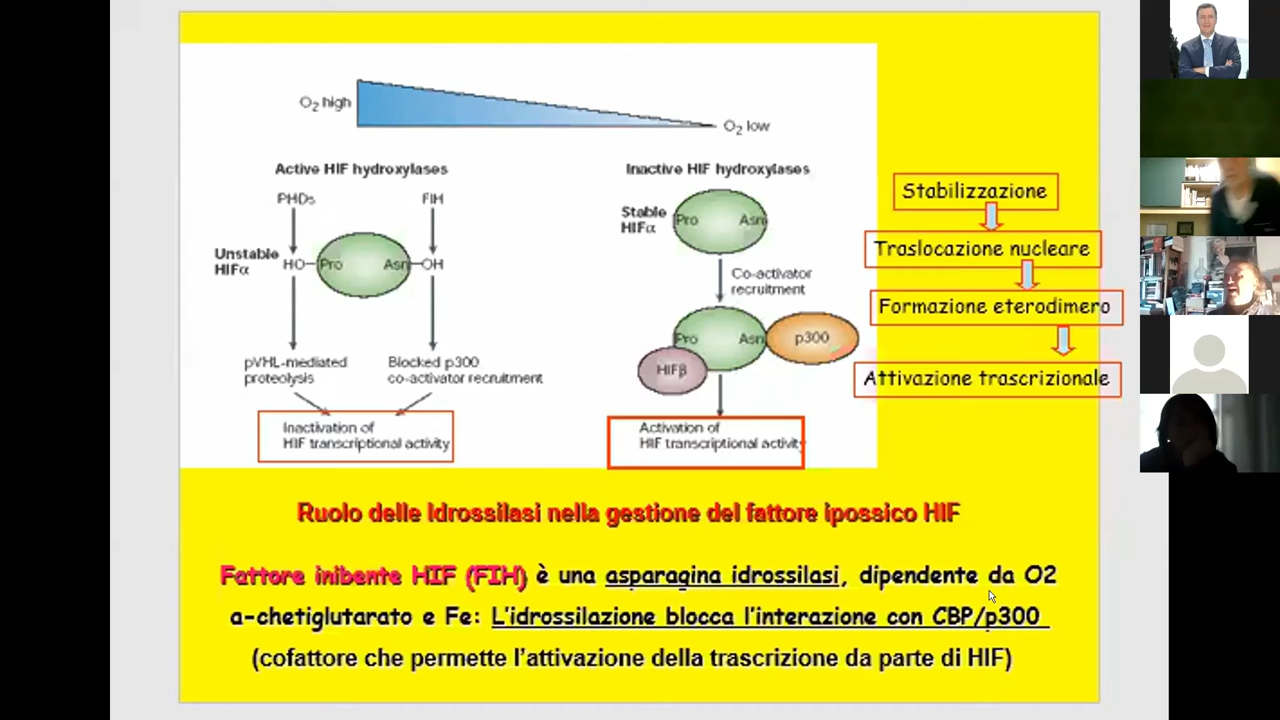 O2 high
O2 low
Active HIF hydroxylases
PHDs
FIH
Unstable
HIFα
HO
Pro
Asn
OH
pVHL-mediated
proteolysis
Blocked p300
co-activator recruitment
Inactivation of
HIF transcriptional activity
Inactive HIF hydroxylases
Stable
HIFα
Pro
Asn
Co-activator
recruitment
Pro
Asn
p300
HIFβ
Activation of
HIF transcriptional activity
Stabilizzazione
Traslocazione nucleare
Formazione eterodimero
Attivazione trascrizionale
Ruolo delle Idrossilasi nella gestione del fattore ipossico HIF
Fattore inibente HIF (FIH) è una asparagina idrossilasi, dipendente da O2
a-chetiglutarato e Fe: L'idrossilazione blocca l'interazione con CBP/p300
(cofattore che permette l'attivazione della trascrizione da parte di HIF)